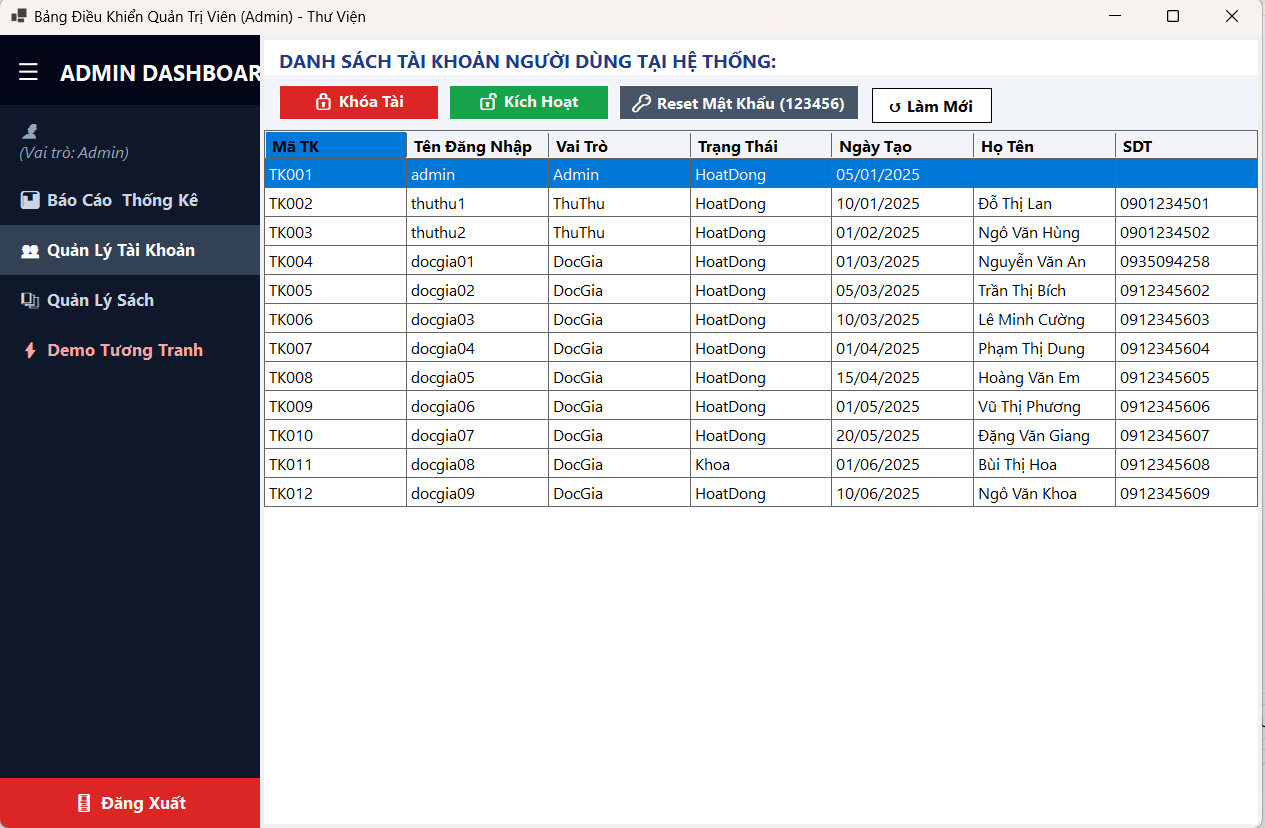 Bảng Điều Khiển Quản Trị Viên (Admin) - Thư Viện
ADMIN DASHBOAR
(Vai trò: Admin)
Báo Cáo Thống Kê
Quản Lý Tài Khoản
Quản Lý Sách
Demo Tương Tranh
Đăng Xuất
DANH SÁCH TÀI KHOẢN NGƯỜI DÙNG TẠI HỆ THỐNG:
Khóa Tài Kích Hoạt Reset Mật Khẩu (123456) Làm Mới
Mã TK Tên Đăng Nhập Vai Trò Trạng Thái Ngày Tạo Họ Tên SDT
TK001 admin Admin HoatDong 05/01/2025
TK002 thuthu1 ThuThu HoatDong 10/01/2025 Đỗ Thị Lan 0901234501
TK003 thuthu2 ThuThu HoatDong 01/02/2025 Ngô Văn Hùng 0901234502
TK004 docgia01 DocGia HoatDong 01/03/2025 Nguyễn Văn An 0935094258
TK005 docgia02 DocGia HoatDong 05/03/2025 Trần Thị Bích 0912345602
TK006 docgia03 DocGia HoatDong 10/03/2025 Lê Minh Cường 0912345603
TK007 docgia04 DocGia HoatDong 01/04/2025 Phạm Thị Dung 0912345604
TK008 docgia05 DocGia HoatDong 15/04/2025 Hoàng Văn Em 0912345605
TK009 docgia06 DocGia HoatDong 01/05/2025 Vũ Thị Phương 0912345606
TK010 docgia07 DocGia HoatDong 20/05/2025 Đặng Văn Giang 0912345607
TK011 docgia08 DocGia Khoa 01/06/2025 Bùi Thị Hoa 0912345608
TK012 docgia09 DocGia HoatDong 10/06/2025 Ngô Văn Khoa 0912345609